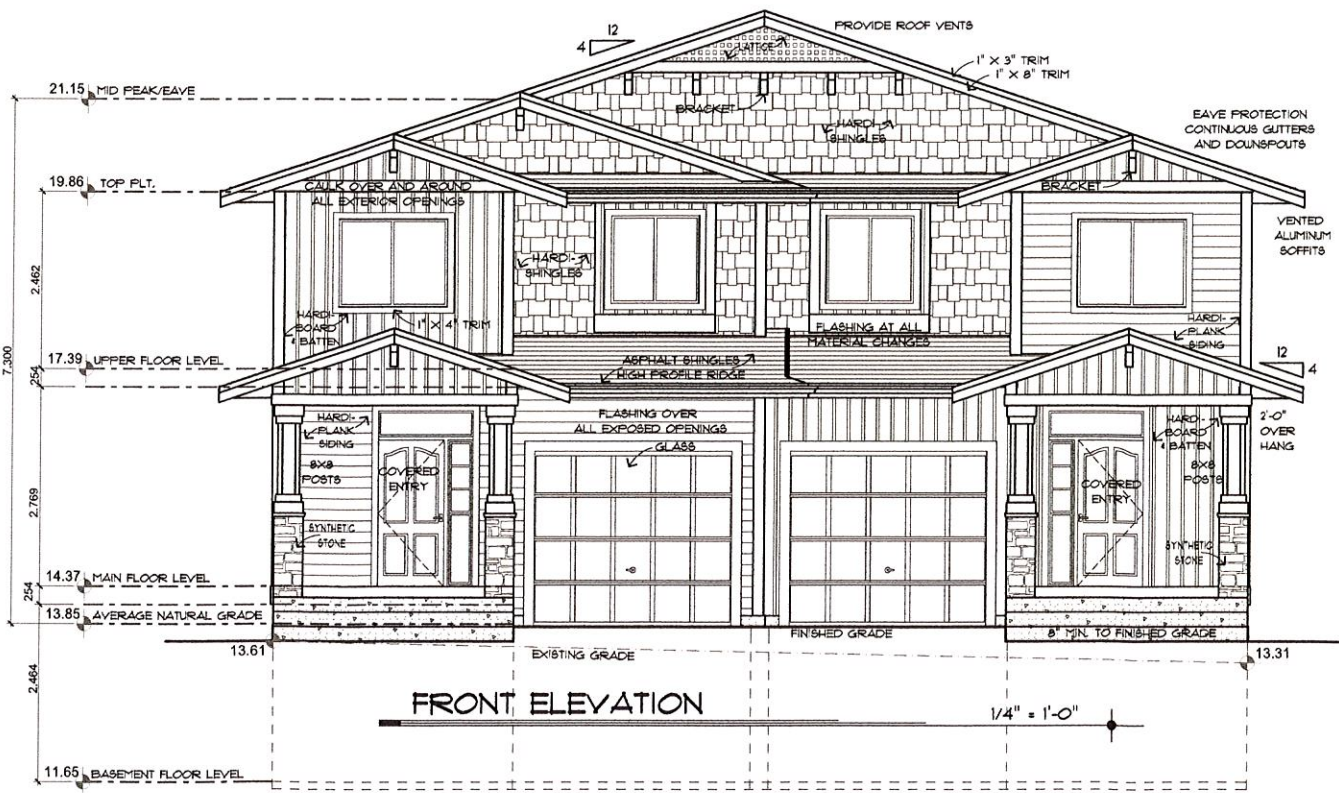 PROVIDE ROOF VENTS
12
4
LATTICE
1" X 3" TRIM
1" X 8" TRIM
21.15 MID PEAK/EAVE
BRACKET
HARDI-
SHINGLES
EAVE PROTECTION
CONTINUOUS GUTTERS
AND DOWNSPOUTS
19.86 TOP PLT.
CAULK OVER AND AROUND
ALL EXTERIOR OPENINGS
BRACKET
VENTED
ALUMINUM
SOFFITS
2.462
HARDI-
SHINGLES
HARDI-
BOARD
& BATTEN
1" X 4" TRIM
FLASHING AT ALL
MATERIAL CHANGES
HARDI-
PLANK
SIDING
7.300
17.39 UPPER FLOOR LEVEL
254
ASPHALT SHINGLES
HIGH PROFILE RIDGE
12
4
HARDI-
PLANK
SIDING
8X8
POSTS
COVERED
ENTRY
FLASHING OVER
ALL EXPOSED OPENINGS
GLASS
HARDI-
BOARD
& BATTEN
8X8
POSTS
COVERED
ENTRY
2'-0"
OVER
HANG
2.769
SYNTHETIC
STONE
SYNTHETIC
STONE
14.37 MAIN FLOOR LEVEL
254
13.85 AVERAGE NATURAL GRADE
FINISHED GRADE
8" MIN. TO FINISHED GRADE
13.61
EXISTING GRADE
13.31
2.464
FRONT ELEVATION
1/4" = 1'-0"
11.65 BASEMENT FLOOR LEVEL